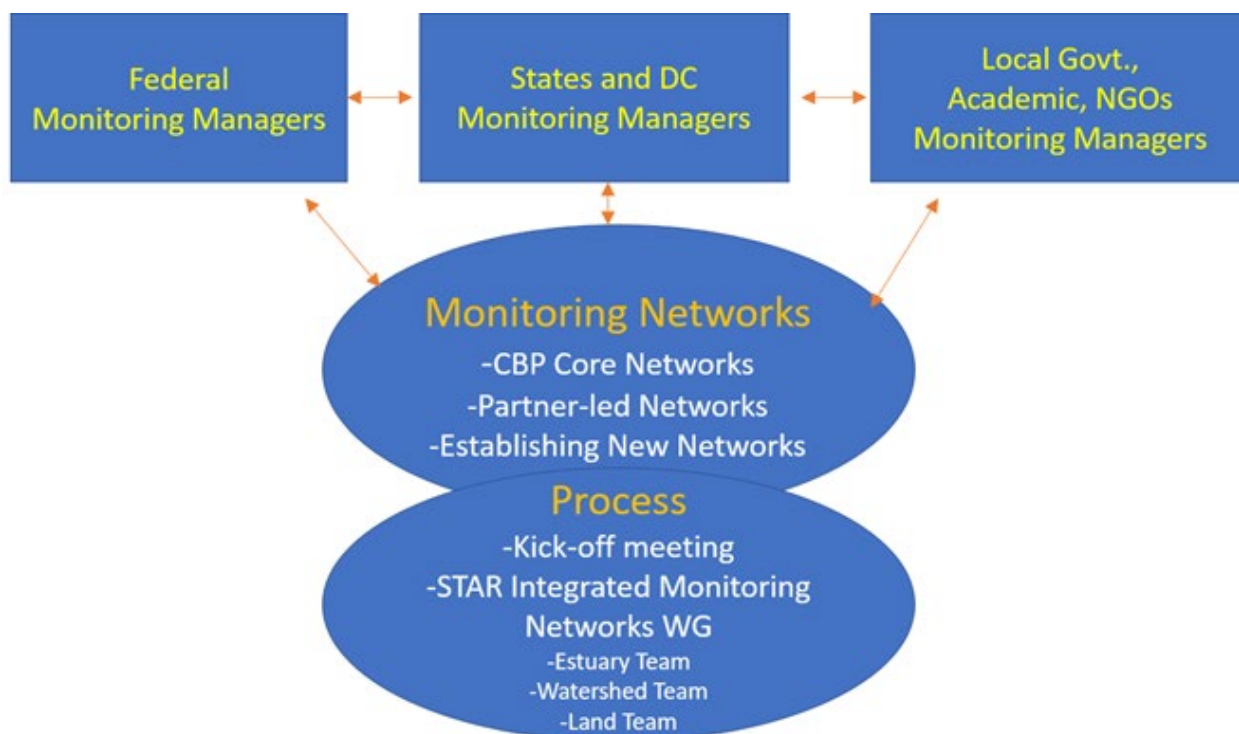 Federal
Monitoring Managers
States and DC
Monitoring Managers
Local Govt.,
Academic, NGOs
Monitoring Managers
Monitoring Networks
-CBP Core Networks
-Partner-led Networks
-Establishing New Networks
Process
-Kick-off meeting
-STAR Integrated Monitoring
Networks WG
-Estuary Team
-Watershed Team
-Land Team